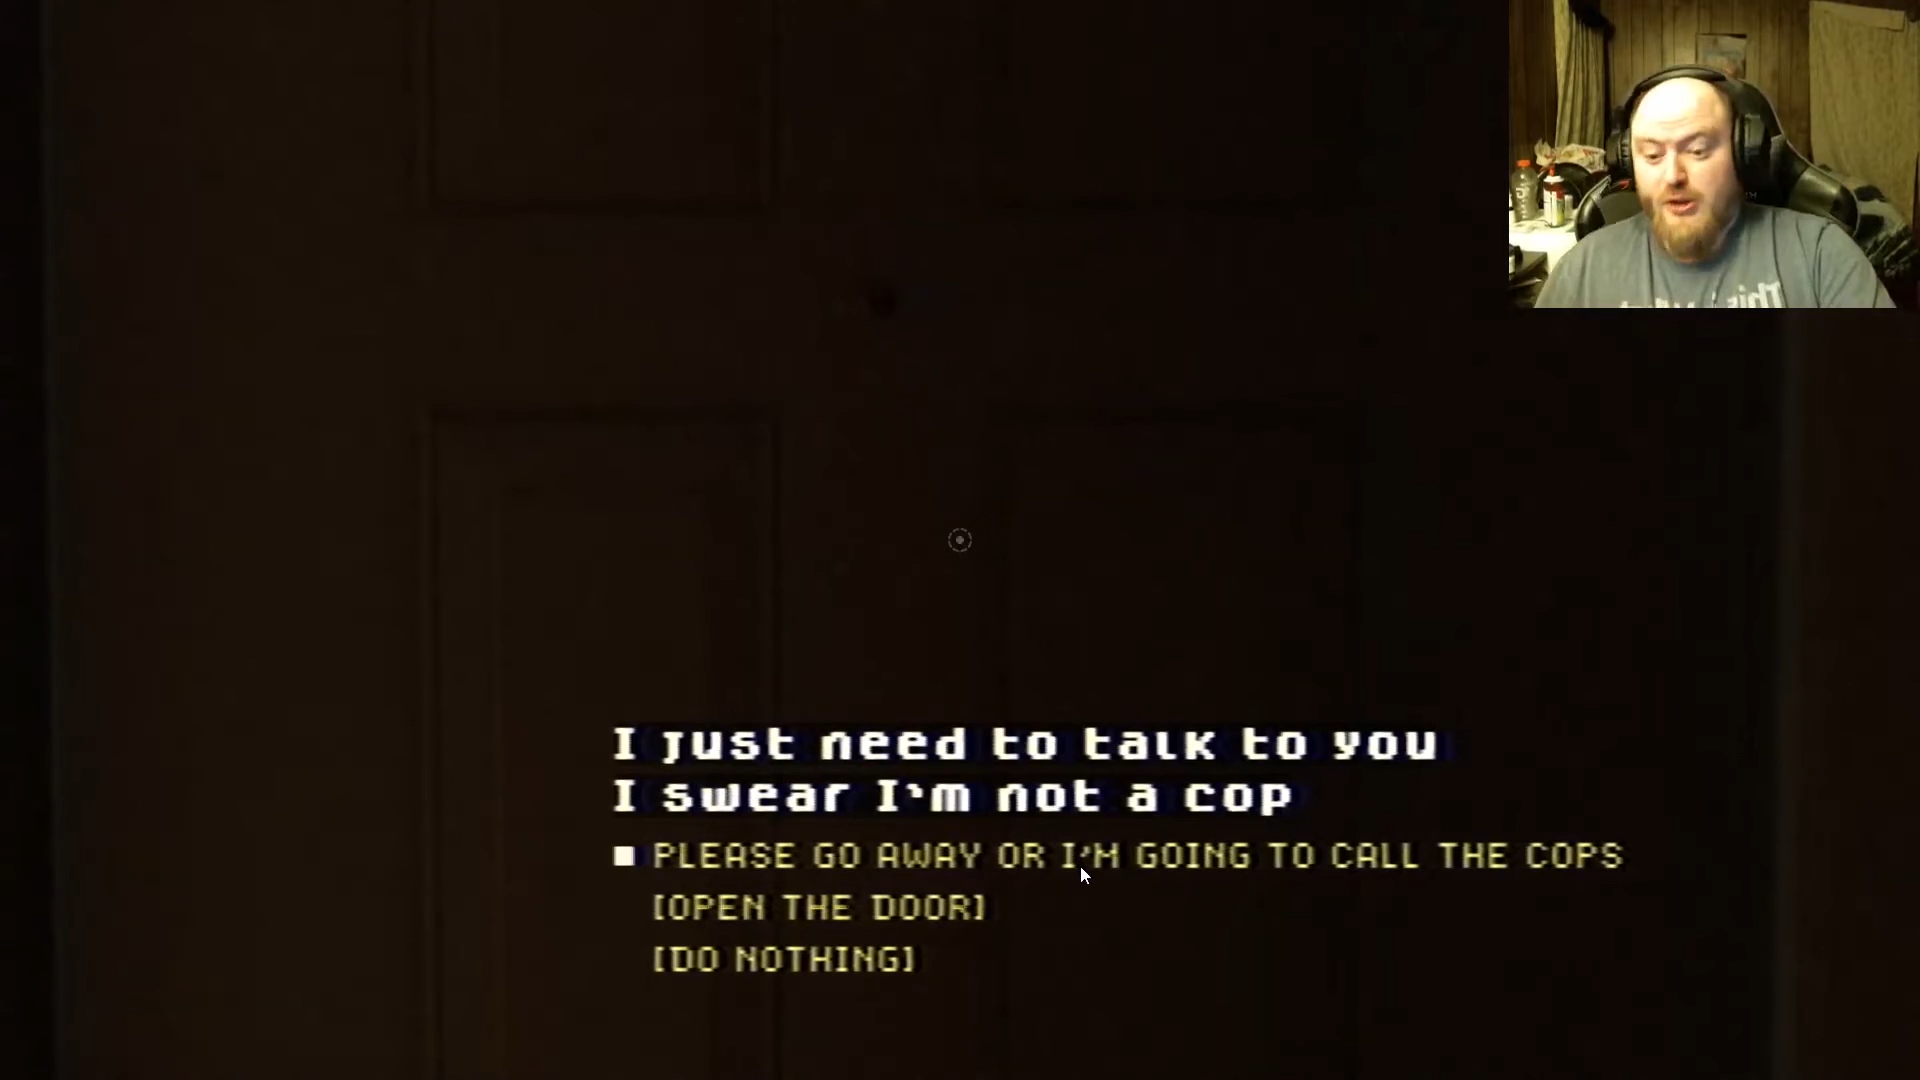 I just need to talk to you
I swear I'm not a cop
PLEASE GO AWAY OR I'M GOING TO CALL THE COPS
[OPEN THE DOOR]
[DO NOTHING]